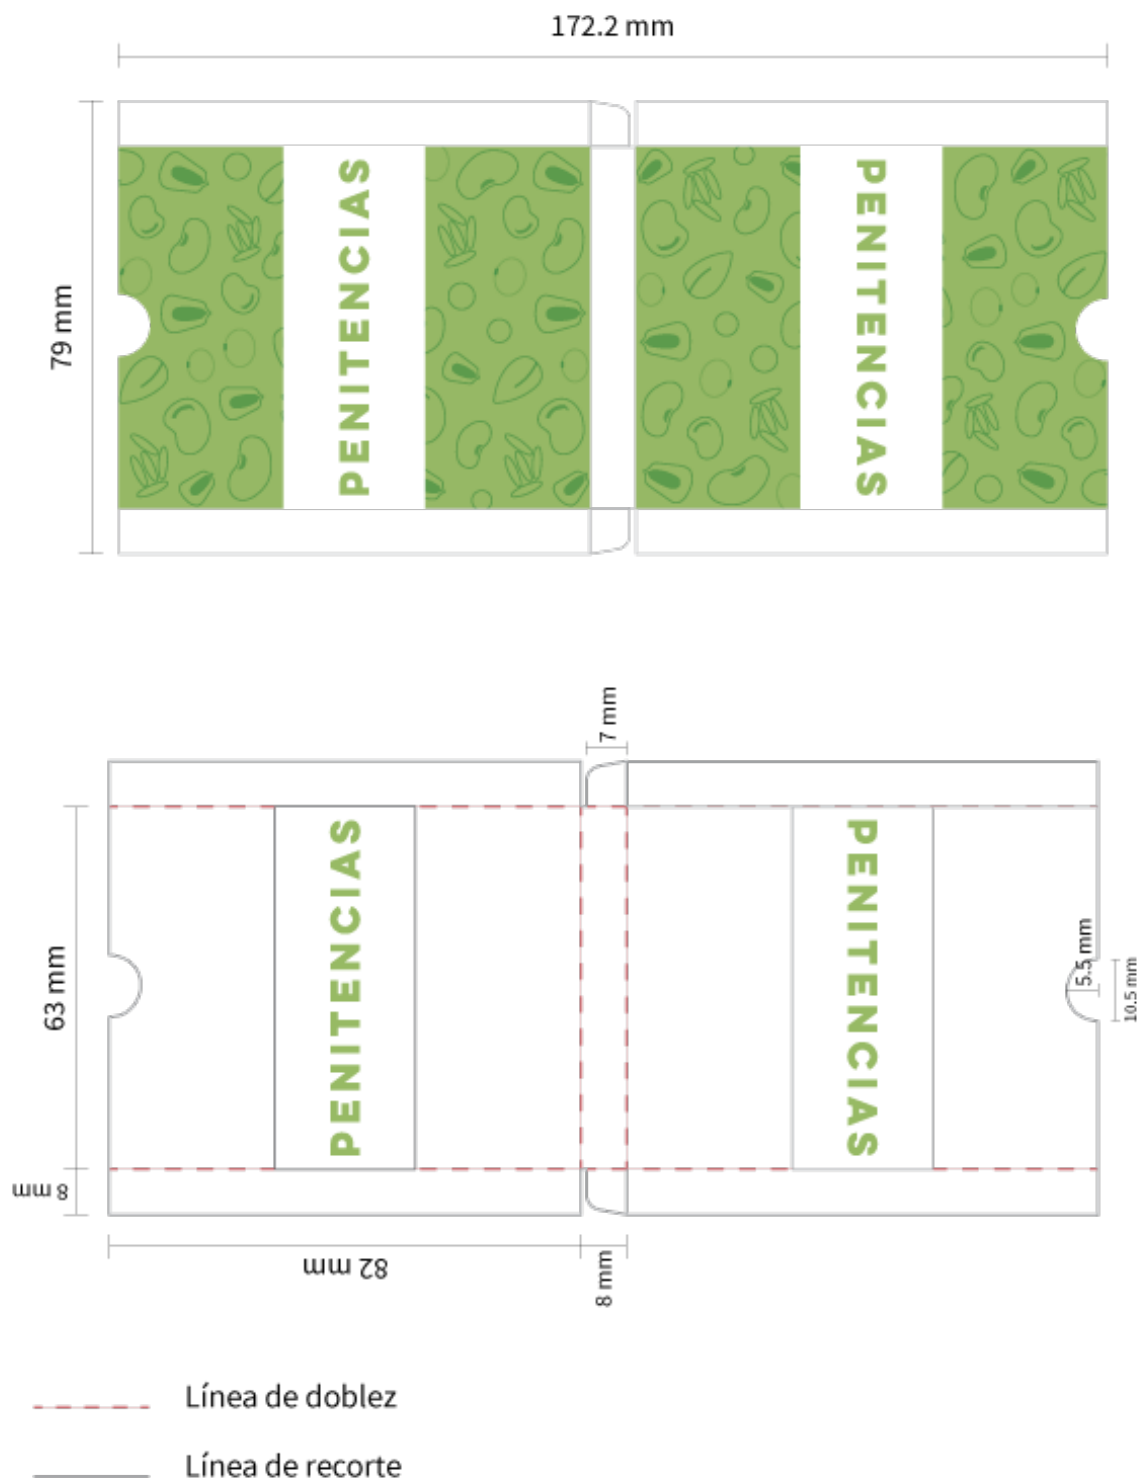 172.2 mm
79 mm
PENITENCIAS
PENITENCIAS
7 mm
63 mm
PENITENCIAS
PENITENCIAS
5.5 mm
10.5 mm
8 mm
82 mm
8 mm
Línea de doblez
Línea de recorte